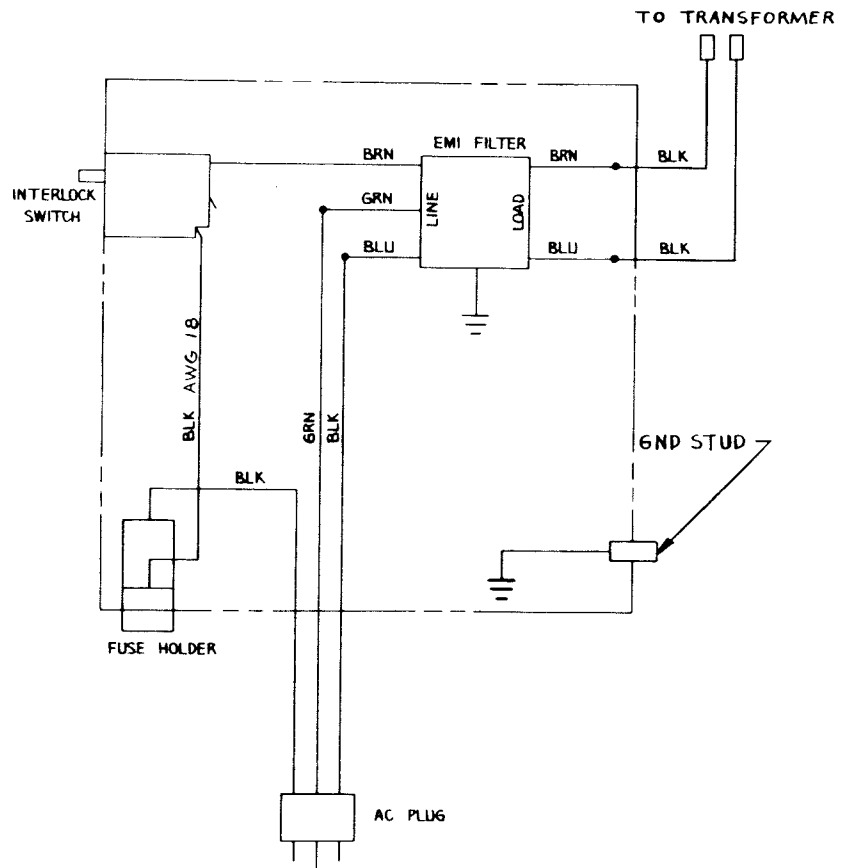 TO TRANSFORMER
EMI FILTER
BRN
BRN
BLK
INTERLOCK
SWITCH
GRN
LINE
LOAD
BLU
BLU
BLK
BLK AWG 18
GRN
BLK
GND STUD
BLK
FUSE HOLDER
AC PLUG